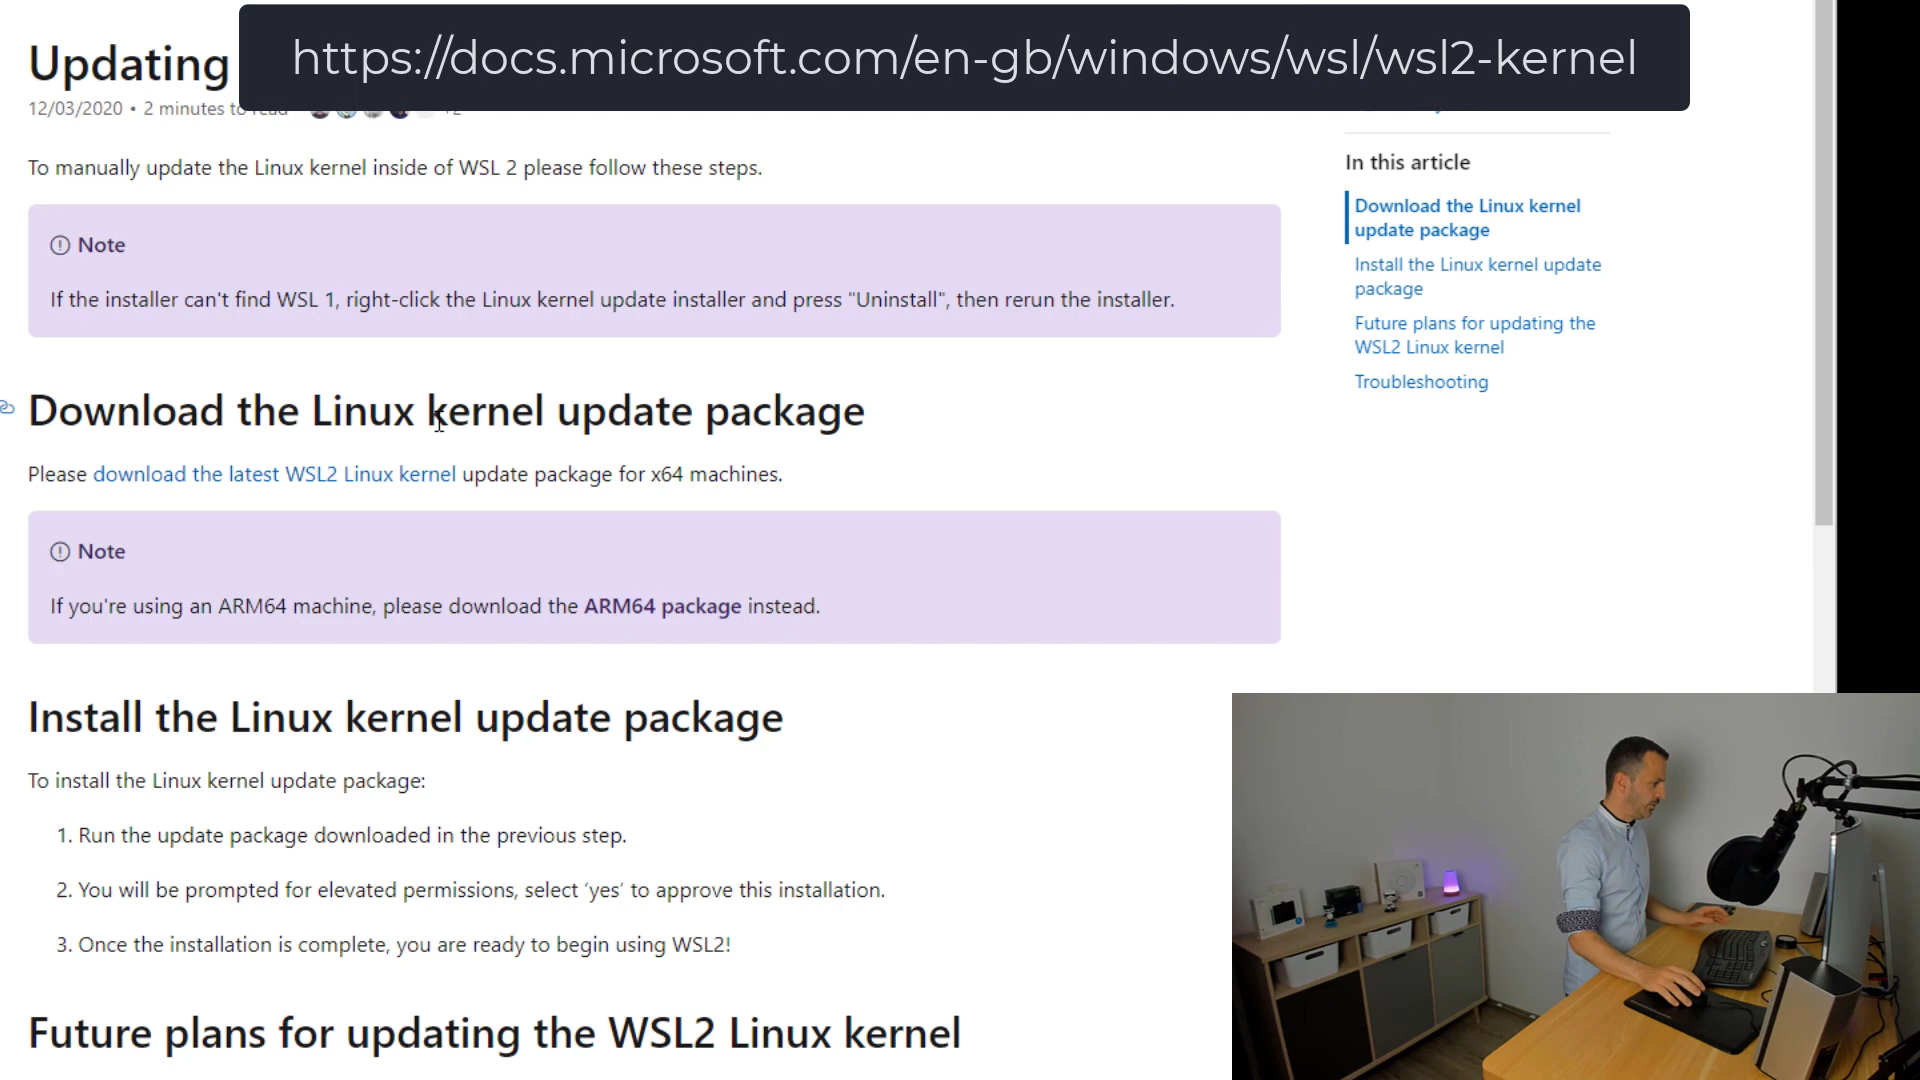 https://docs.microsoft.com/en-gb/windows/wsl/wsl2-kernel
Updating
12/03/2020 • 2 minutes to read
To manually update the Linux kernel inside of WSL 2 please follow these steps.
Note
If the installer can't find WSL 1, right-click the Linux kernel update installer and press "Uninstall", then rerun the installer.
Download the Linux kernel update package
Please download the latest WSL2 Linux kernel update package for x64 machines.
Note
If you're using an ARM64 machine, please download the ARM64 package instead.
Install the Linux kernel update package
To install the Linux kernel update package:
1. Run the update package downloaded in the previous step.
2. You will be prompted for elevated permissions, select ‘yes’ to approve this installation.
3. Once the installation is complete, you are ready to begin using WSL2!
Future plans for updating the WSL2 Linux kernel
In this article
Download the Linux kernel
update package
Install the Linux kernel update
package
Future plans for updating the
WSL2 Linux kernel
Troubleshooting